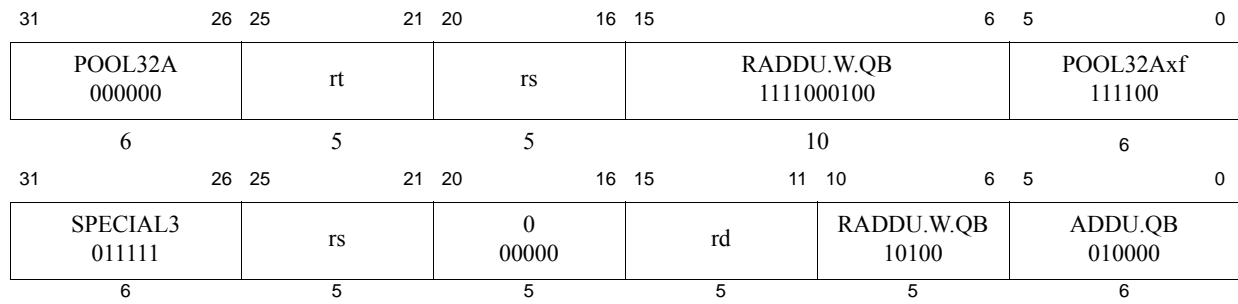 31 26 25 21 20 16 15 6 5 0
POOL32A rt rs RADDU.W.QB POOL32Axf
000000 1111000100 111100
6 5 5 10 6
31 26 25 21 20 16 15 11 10 6 5 0
SPECIAL3 rs 0 rd RADDU.W.QB ADDU.QB
011111 00000 10100 010000
6 5 5 5 5 6